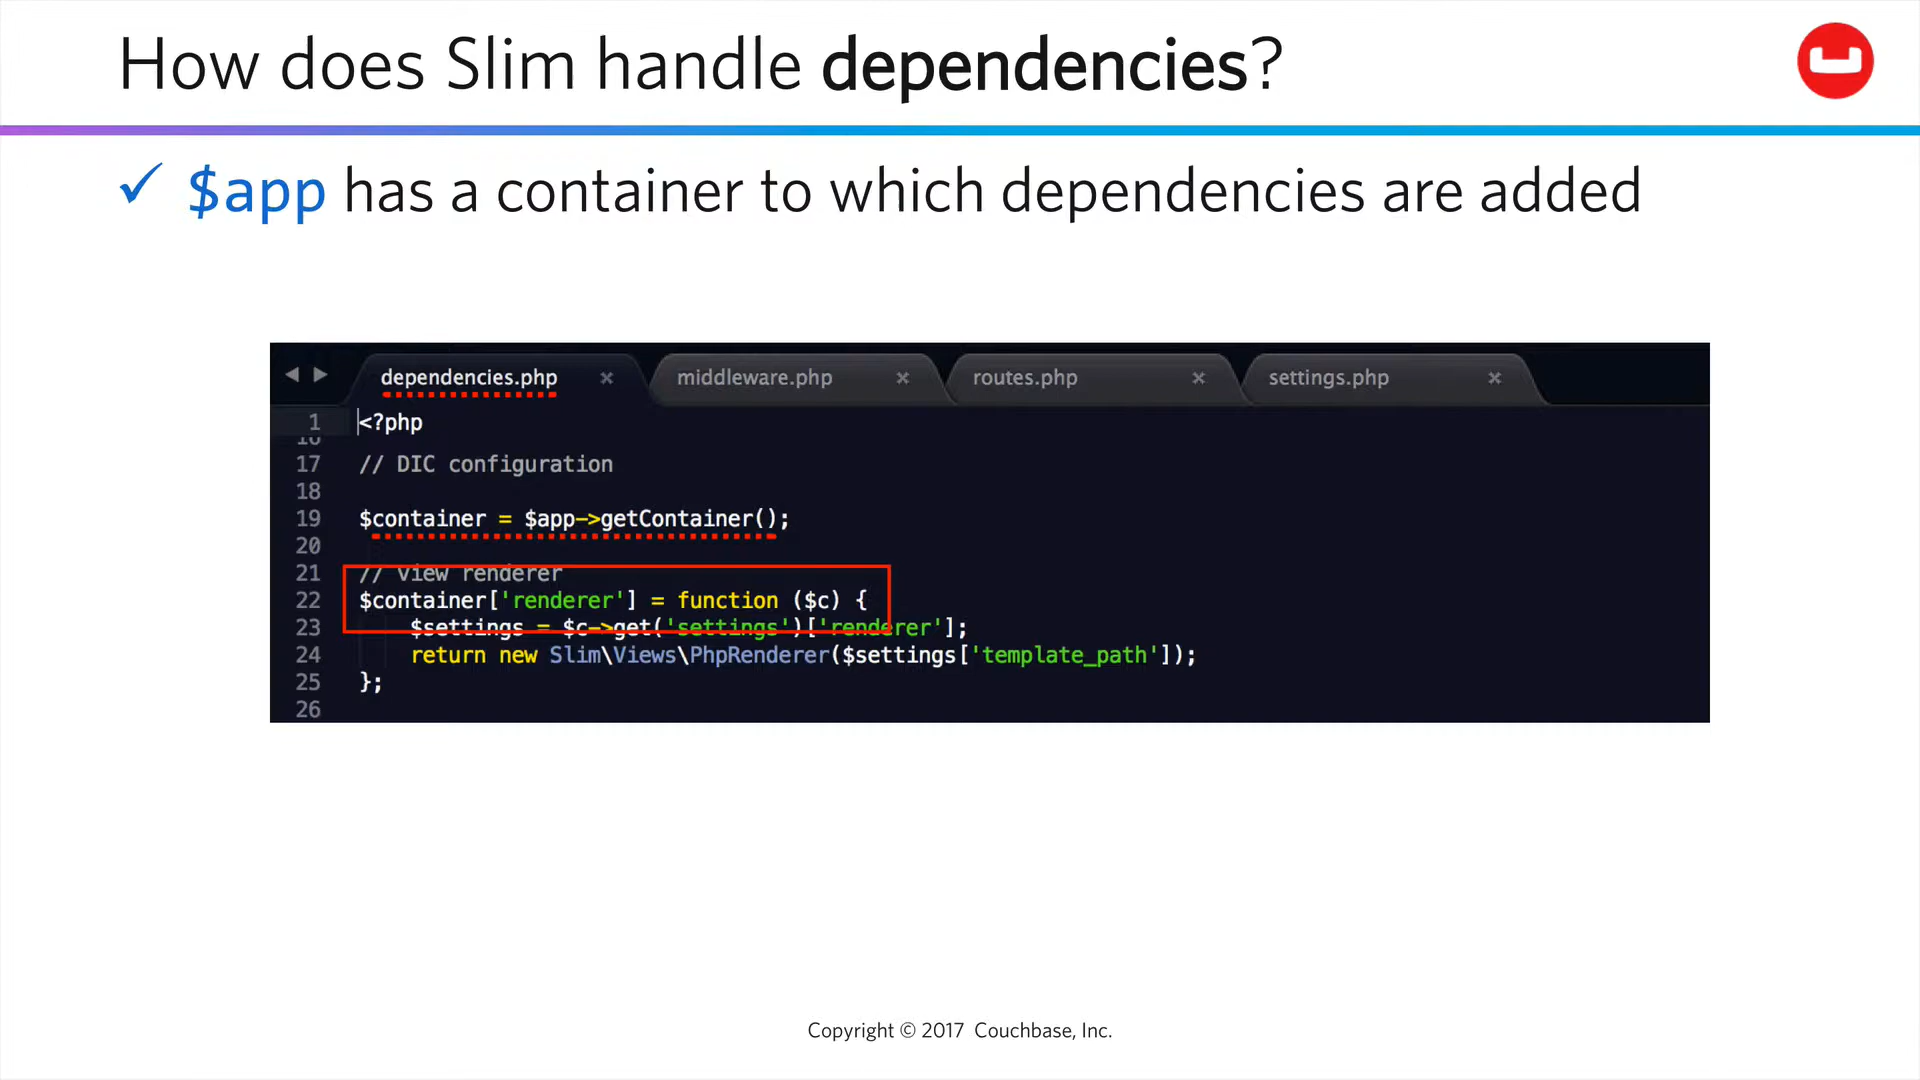 How does Slim handle dependencies?
✓ $app has a container to which dependencies are added
dependencies.php × middleware.php × routes.php × settings.php ×
1 <?php
16
17 // DIC configuration
18
19 $container = $app->getContainer();
20
21 // View renderer
22 $container['renderer'] = function ($c) {
23 $settings = $c->get('settings')['renderer'];
24 return new Slim\Views\PhpRenderer($settings['template_path']);
25 };
26
Copyright © 2017 Couchbase, Inc.